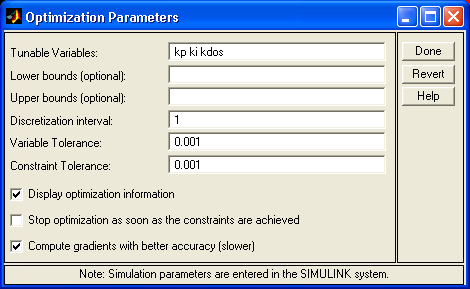 Optimization Parameters
Tunable Variables: kp ki kdos Done
Lower bounds (optional): Revert
Upper bounds (optional): Help
Discretization interval: 1
Variable Tolerance: 0.001
Constraint Tolerance: 0.001
Display optimization information
Stop optimization as soon as the constraints are achieved
Compute gradients with better accuracy (slower)
Note: Simulation parameters are entered in the SIMULINK system.